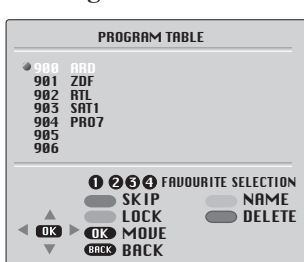 PROGRAM TABLE
900 ARD
901 ZDF
902 RTL
903 SAT1
904 PRO7
905
906
1 2 3 4 FAVOURITE SELECTION
SKIP NAME
LOCK DELETE
OK OK MOVE
BACK BACK